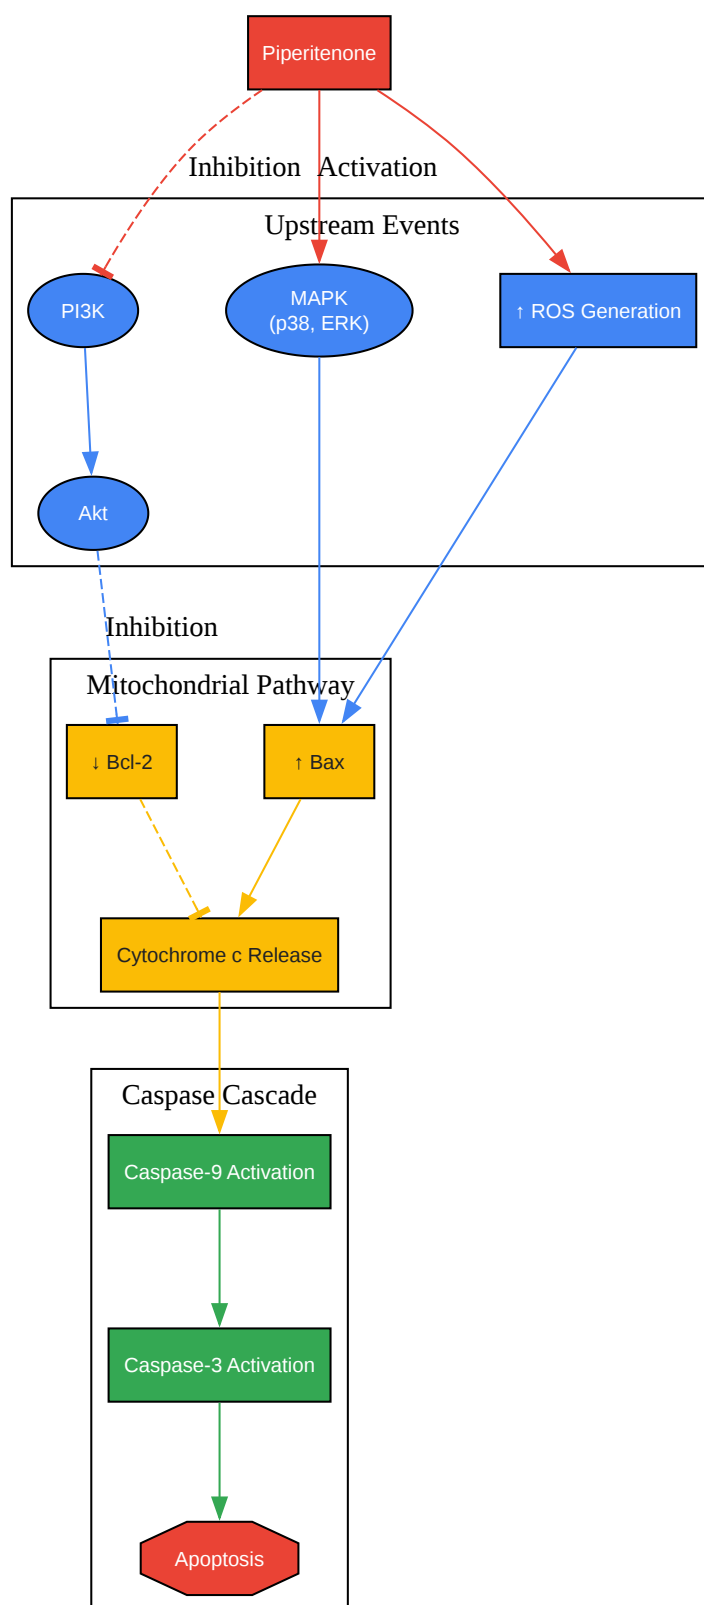 Piperitenone
Inhibition
Activation
Upstream Events
PI3K
MAPK
(p38, ERK)
↑ ROS Generation
Akt
Inhibition
Mitochondrial Pathway
↓ Bcl-2
↑ Bax
Cytochrome c Release
Caspase Cascade
Caspase-9 Activation
Caspase-3 Activation
Apoptosis